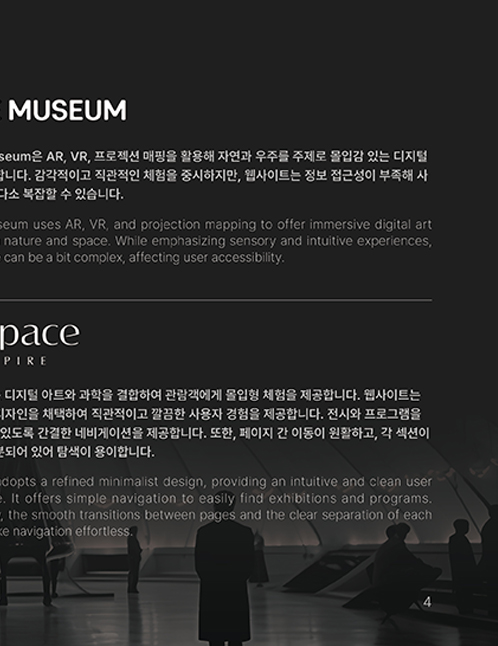 MUSEUM
seum은 AR, VR, 프로젝션 매핑을 활용해 자연과 우주를 주제로 몰입감 있는 디지털
합니다. 감각적이고 직관적인 체험을 중시하지만, 웹사이트는 정보 접근성이 부족해 사
다소 복잡할 수 있습니다.
seum uses AR, VR, and projection mapping to offer immersive digital art
nature and space. While emphasizing sensory and intuitive experiences,
can be a bit complex, affecting user accessibility.
pace
PIRE
디지털 아트와 과학을 결합하여 관람객에게 몰입형 체험을 제공합니다. 웹사이트는
디자인을 채택하여 직관적이고 깔끔한 사용자 경험을 제공합니다. 전시와 프로그램을
있도록 간결한 네비게이션을 제공합니다. 또한, 페이지 간 이동이 원활하고, 각 섹션이
분되어 있어 탐색이 용이합니다.
adopts a refined minimalist design, providing an intuitive and clean user
e. It offers simple navigation to easily find exhibitions and programs.
y, the smooth transitions between pages and the clear separation of each
ke navigation effortless.
4